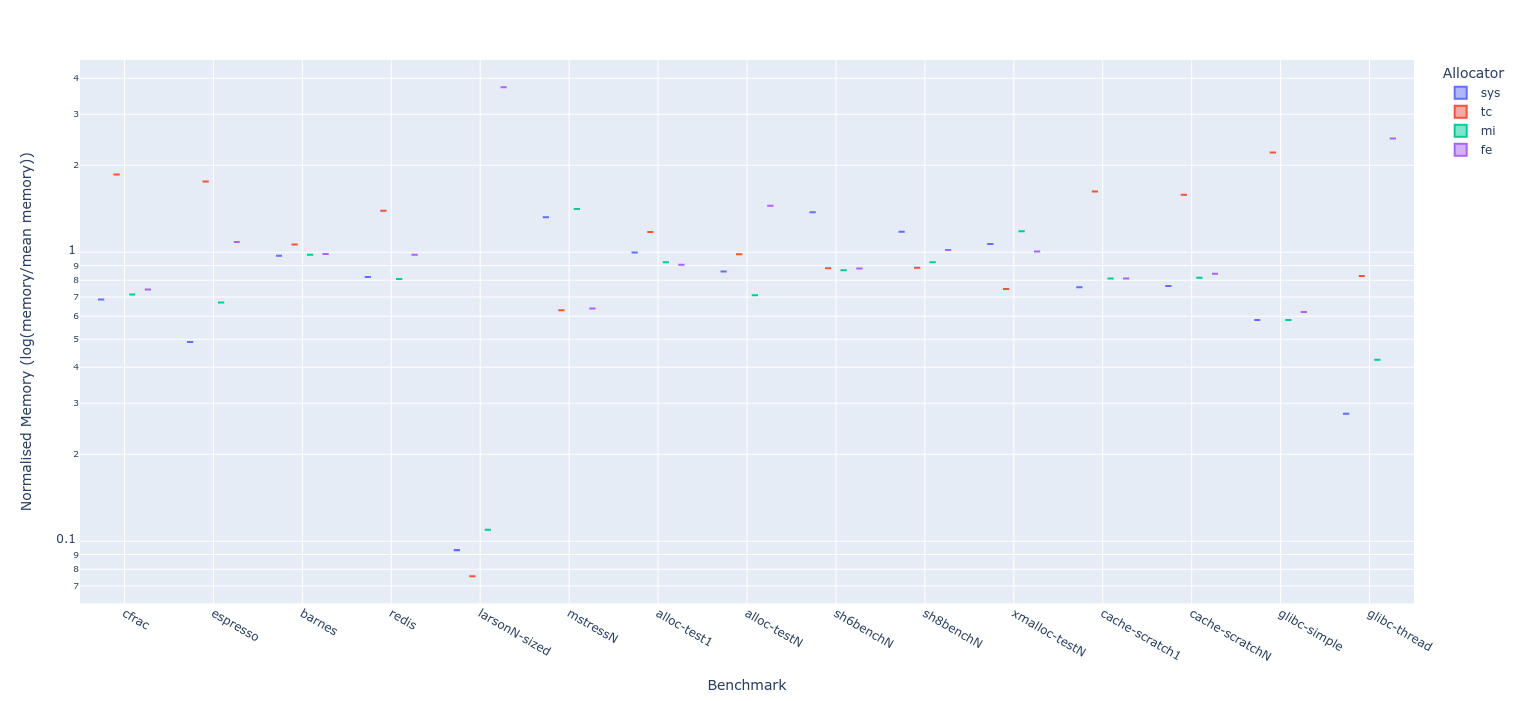 Allocator
sys
tc
mi
fe
Normalised Memory (log(memory/mean memory))
4
3
2
1
9
8
7
6
5
4
3
2
0.1
9
8
7
cfrac
espresso
barnes
redis
larsonN-sized
mstressN
alloc-test1
alloc-testN
sh6benchN
sh8benchN
xmalloc-testN
cache-scratch1
cache-scratchN
glibc-simple
glibc-thread
Benchmark